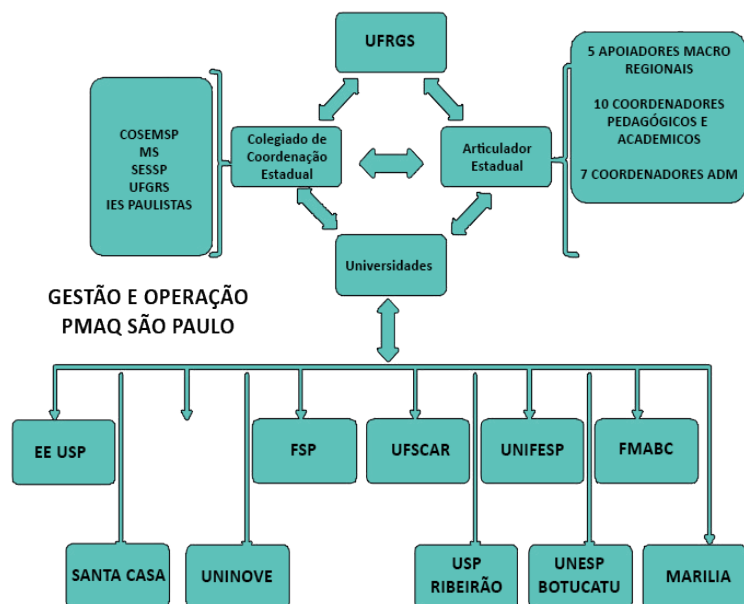 UFRGS
5 APOIADORES MACRO
REGIONAIS
10 COORDENADORES
PEDAGÓGICOS E
ACADEMICOS
7 COORDENADORES ADM
COSEMSP
MS
SESSP
UFGRS
IES PAULISTAS
Colegiado de
Coordenação
Estadual
Articulador
Estadual
Universidades
GESTÃO E OPERAÇÃO
PMAQ SÃO PAULO
EE USP
FSP
UFSCAR
UNIFESP
FMABC
SANTA CASA
UNINOVE
USP
RIBEIRÃO
UNESP
BOTUCATU
MARILIA